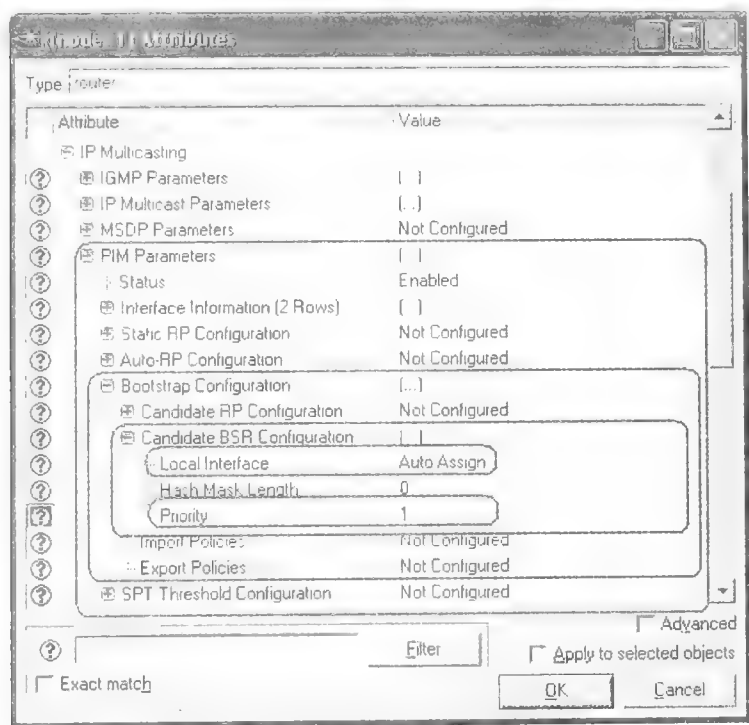 Attributes
Type router
Attribute Value
IP Multicasting
IGMP Parameters ( )
IP Multicast Parameters (...)
MSDP Parameters Not Configured
PIM Parameters ( )
Status Enabled
Interface Information (2 Rows) ( )
Static RP Configuration Not Configured
Auto-RP Configuration Not Configured
Bootstrap Configuration (...)
Candidate RP Configuration Not Configured
Candidate BSR Configuration (...)
Local Interface Auto Assign
Hash Mask Length 0
Priority 1
Import Policies Not Configured
Export Policies Not Configured
SPT Threshold Configuration Not Configured
Advanced
Filter
Apply to selected objects
Exact match
OK Cancel